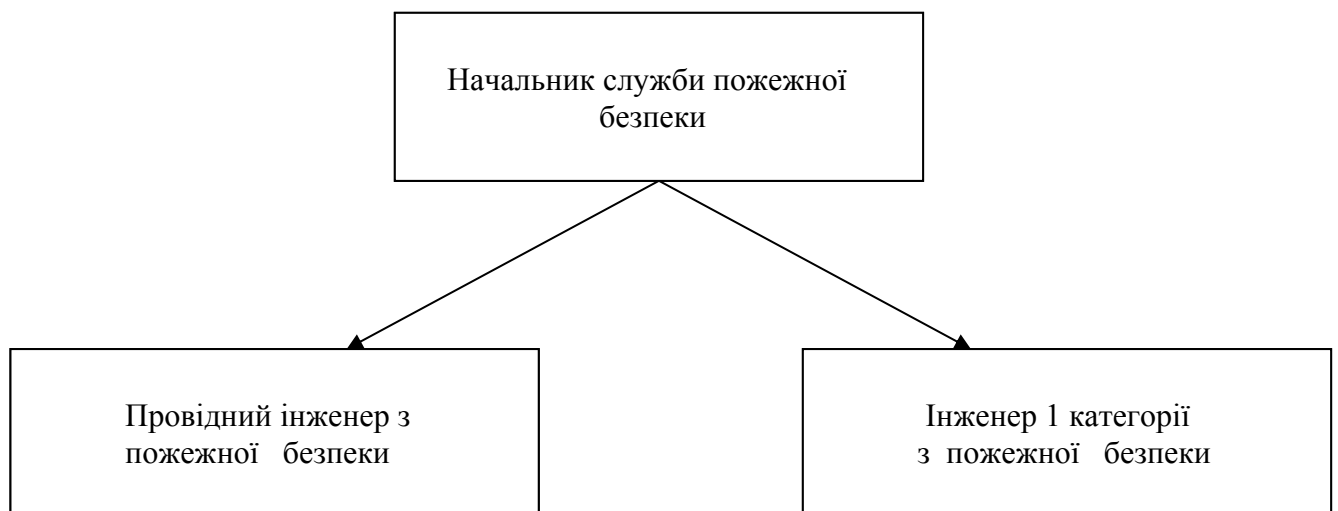 Начальник служби пожежної
безпеки
Провідний інженер з
пожежної безпеки
Інженер 1 категорії
з пожежної безпеки